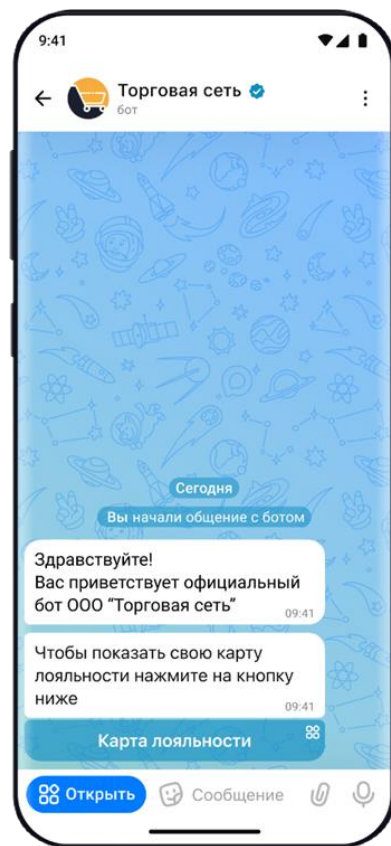 9:41
Торговая сеть
бот
Сегодня
Вы начали общение с ботом
Здравствуйте!
Вас приветствует официальный
бот ООО “Торговая сеть”
09:41
Чтобы показать свою карту
лояльности нажмите на кнопку
ниже
09:41
Карта лояльности
Открыть
Сообщение